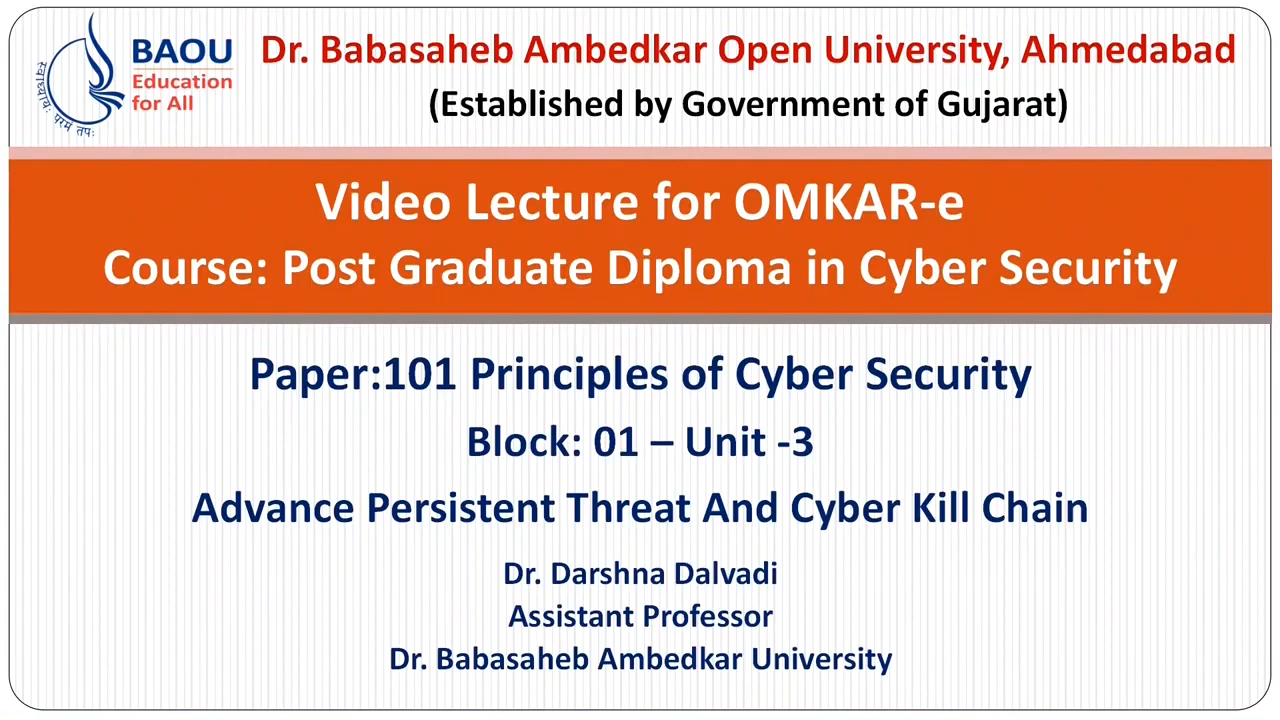 BAOU
Education
for All
स्वाध्यायः परमं तपः
Dr. Babasaheb Ambedkar Open University, Ahmedabad
(Established by Government of Gujarat)
Video Lecture for OMKAR-e
Course: Post Graduate Diploma in Cyber Security
Paper:101 Principles of Cyber Security
Block: 01 – Unit -3
Advance Persistent Threat And Cyber Kill Chain
Dr. Darshna Dalvadi
Assistant Professor
Dr. Babasaheb Ambedkar University